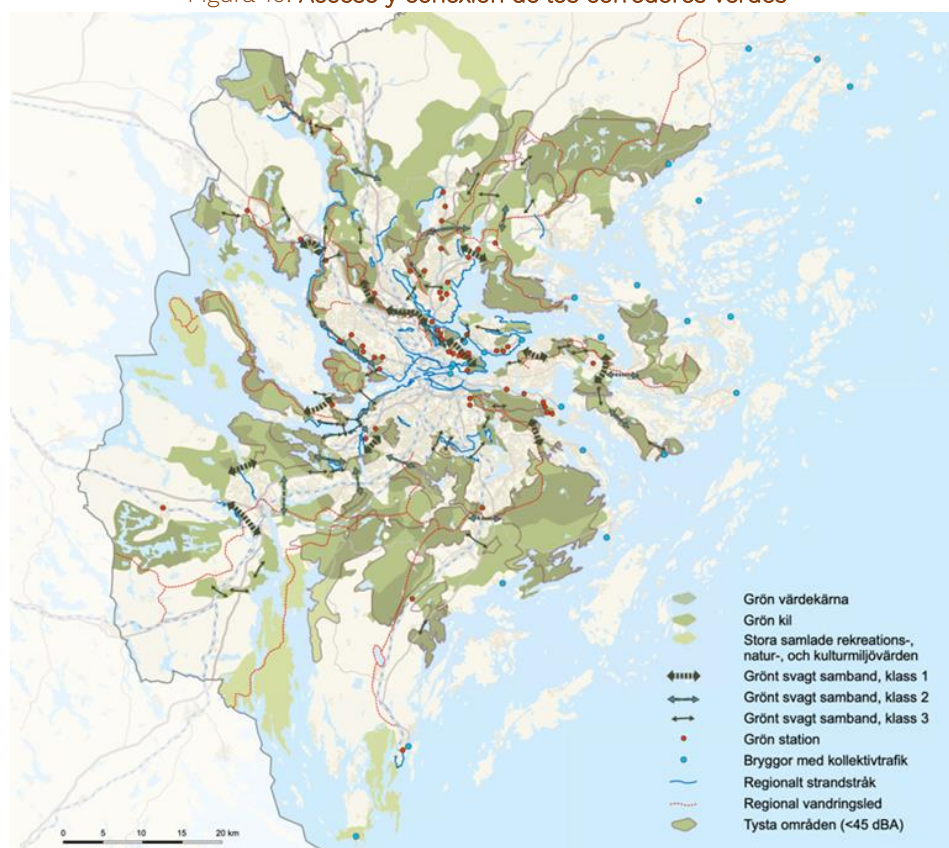 Acceso y conexión de los corredores verdes
Grön värdekärna
Grön kil
Stora samlade rekreations-,
natur-, och kulturmiljövärden
Grönt svagt samband, klass 1
Grönt svagt samband, klass 2
Grönt svagt samband, klass 3
Grön station
Bryggor med kollektivtrafik
Regionalt strandstråk
Regional vandringsled
Tysta områden (<45 dBA)
0 5 10 15 20 km